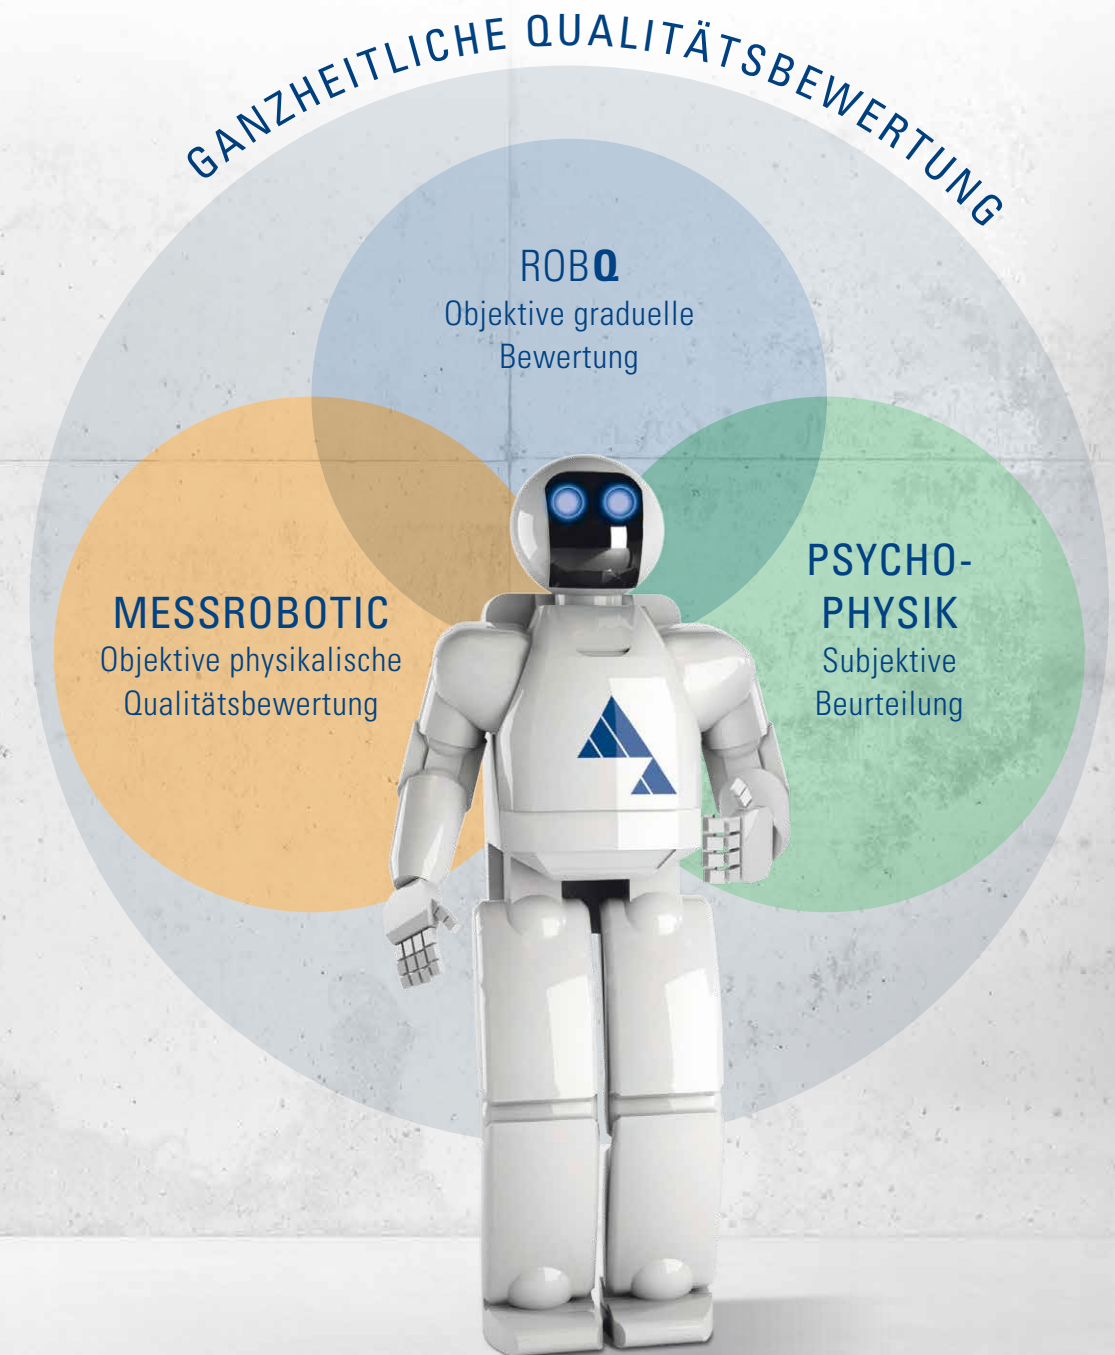 GANZHEITLICHE QUALITÄTSBEWERTUNG
ROBQ
Objektive graduelle
Bewertung
MESSROBOTIC
Objektive physikalische
Qualitätsbewertung
PSYCHO-
PHYSIK
Subjektive
Beurteilung